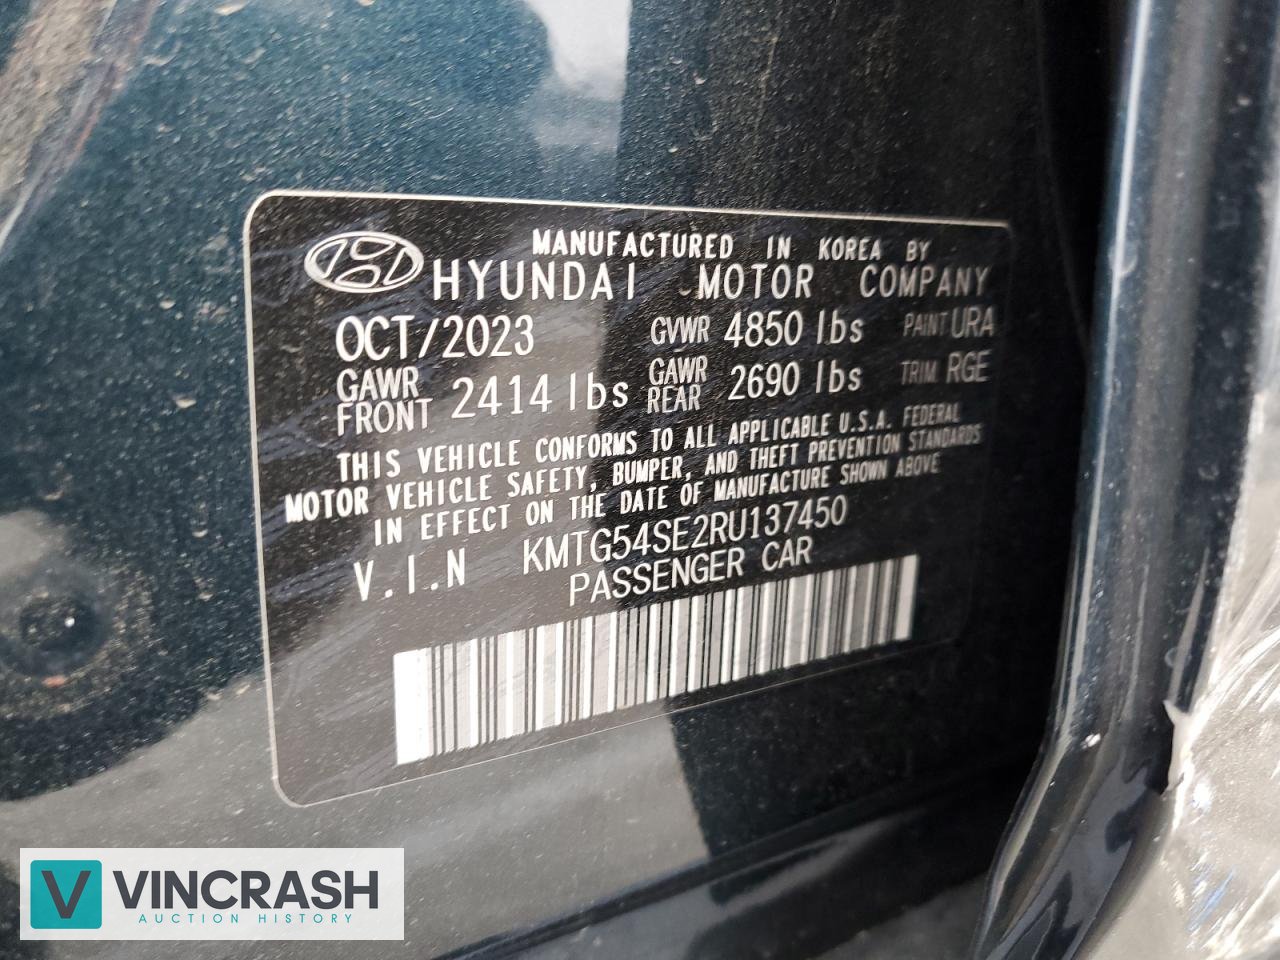 MANUFACTURED IN KOREA BY
HYUNDAI MOTOR COMPANY
OCT/2023 GVWR 4850 lbs PAINT URA
GAWR FRONT 2414 lbs GAWR REAR 2690 lbs TRIM RGE
THIS VEHICLE CONFORMS TO ALL APPLICABLE U.S.A. FEDERAL
MOTOR VEHICLE SAFETY, BUMPER, AND THEFT PREVENTION STANDARDS
IN EFFECT ON THE DATE OF MANUFACTURE SHOWN ABOVE
V.I.N KMTG54SE2RU137450
PASSENGER CAR
V VINCRASH
AUCTION HISTORY